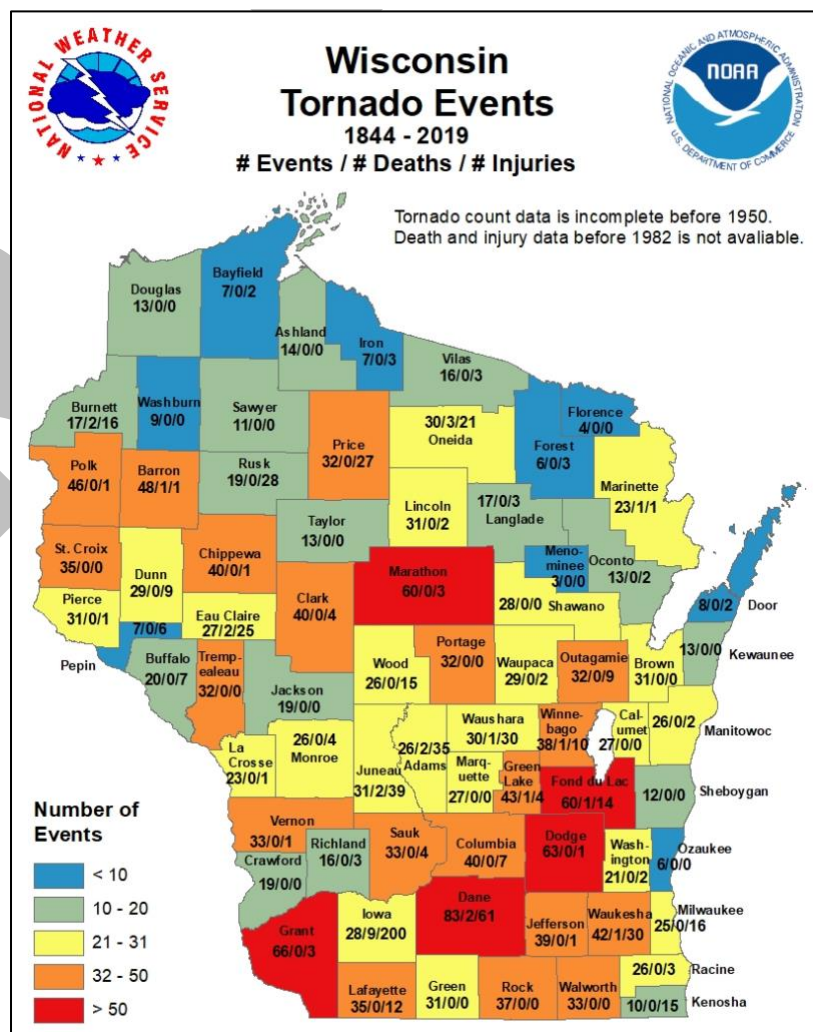 NATIONAL WEATHER SERVICE
Wisconsin
Tornado Events
1844 - 2019
# Events / # Deaths / # Injuries
NATIONAL OCEANIC AND ATMOSPHERIC ADMINISTRATION
NOAA
U.S. DEPARTMENT OF COMMERCE
Tornado count data is incomplete before 1950.
Death and injury data before 1982 is not avaliable.
Douglas
13/0/0
Bayfield
7/0/2
Ashland
14/0/0
Iron
7/0/3
Vilas
16/0/3
Burnett
17/2/16
Washburn
9/0/0
Sawyer
11/0/0
Price
32/0/27
30/3/21
Oneida
Forest
6/0/3
Florence
4/0/0
Marinette
23/1/1
Polk
46/0/1
Barron
48/1/1
Rusk
19/0/28
Lincoln
31/0/2
17/0/3
Langlade
Taylor
13/0/0
Meno-
minee
3/0/0
Oconto
13/0/2
8/0/2
Door
St. Croix
35/0/0
Dunn
29/0/9
Chippewa
40/0/1
Clark
40/0/4
Marathon
60/0/3
28/0/0
Shawano
Pierce
31/0/1
7/0/6
Pepin
Eau Claire
27/2/25
Buffalo
20/0/7
Tremp-
ealeau
32/0/0
Jackson
19/0/0
Wood
26/0/15
Portage
32/0/0
Waupaca
29/0/2
Outagamie
32/0/9
Brown
31/0/0
13/0/0
Kewaunee
La
Crosse
23/0/1
26/0/4
Monroe
Juneau
31/2/39
26/2/35
Adams
Waushara
30/1/30
Marq-
uette
27/0/0
Green
Lake
43/1/4
Winne-
bago
38/1/10
Cal-
umet
27/0/0
26/0/2
Manitowoc
Fond du Lac
60/1/14
12/0/0
Sheboygan
Vernon
33/0/1
Crawford
19/0/0
Richland
16/0/3
Sauk
33/0/4
Columbia
40/0/7
Dodge
63/0/1
Wash-
ington
21/0/2
Ozaukee
6/0/0
Grant
66/0/3
Iowa
28/9/200
Dane
83/2/61
Jefferson
39/0/1
Waukesha
42/1/30
Milwaukee
25/0/16
Lafayette
35/0/12
Green
31/0/0
Rock
37/0/0
Walworth
33/0/0
26/0/3
Racine
10/0/15
Kenosha
Number of
Events
< 10
10 - 20
21 - 31
32 - 50
> 50